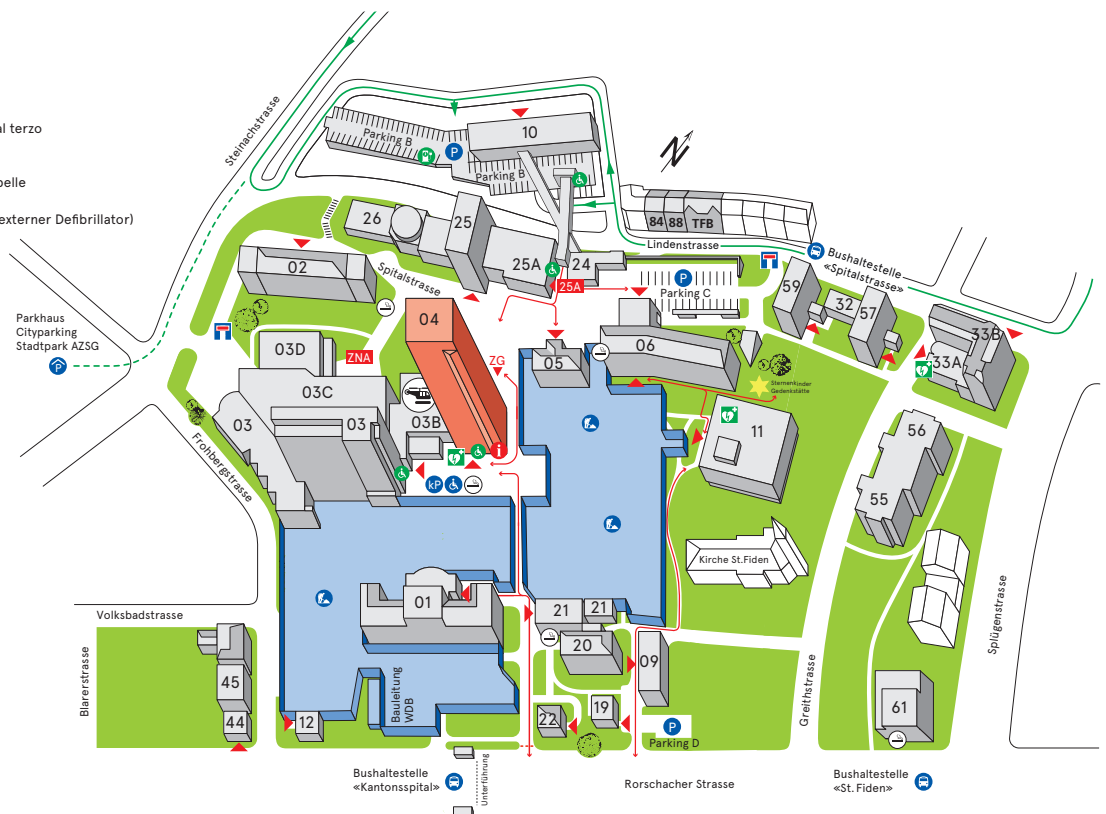 al terzo
elle
externer Defibrillator)
Steinachstrasse
Parking B
P
10
Parking B
N
84 88 TFB
Lindenstrasse
Bushaltestelle
«Spitalstrasse»
26
25
25A
24
25A
P
Parking C
59
32
57
33B
33A
02
Spitalstrasse
04
Parkhaus
Cityparking
Stadtpark AZSG
P
03D
ZNA
ZG
05
06
Sternenkinder
Gedenkstätte
03C
03
03
03B
i
kP
11
56
55
Frohbergstrasse
Kirche St.Fiden
01
21
21
20
09
Volksbadstrasse
Blarerstrasse
45
44
12
Bauleitung
WDB
22
19
P
Parking D
Greithstrasse
Splügenstrasse
61
Bushaltestelle
«Kantonsspital»
Unterführung
Rorschacher Strasse
Bushaltestelle
«St. Fiden»